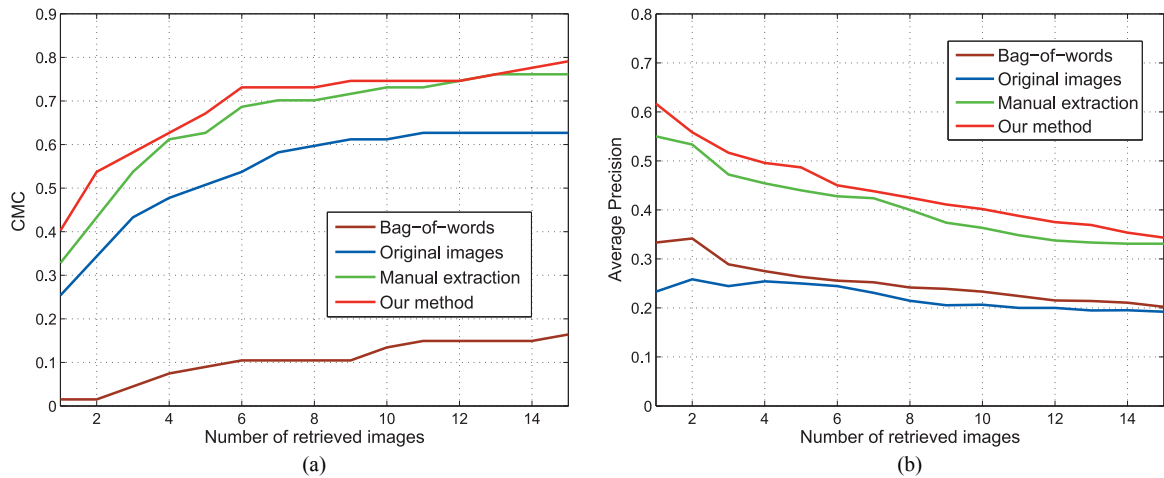 0.9
0.8
0.7
0.6
0.5
0.4
0.3
0.2
0.1
0
CMC
Bag−of−words
Original images
Manual extraction
Our method
2 4 6 8 10 12 14
Number of retrieved images
(a)
0.8
0.7
0.6
0.5
0.4
0.3
0.2
0.1
0
Average Precision
Bag−of−words
Original images
Manual extraction
Our method
2 4 6 8 10 12 14
Number of retrieved images
(b)